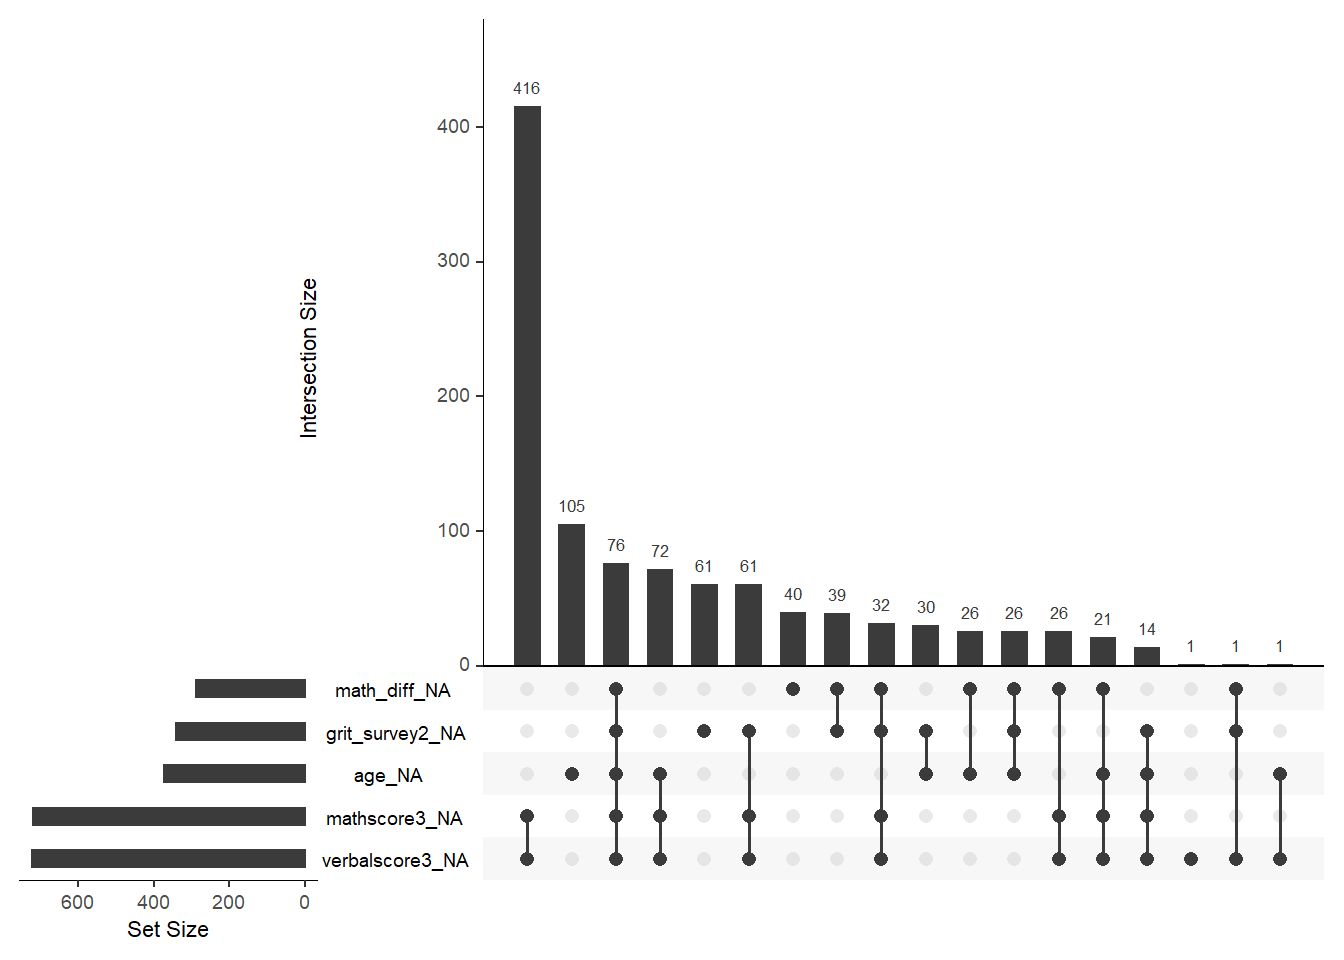 416
400
300
Intersection Size
200
105
100
76
72
61
61
40
39
32
30
26
26
26
21
14
1
1
1
0
math_diff_NA
grit_survey2_NA
age_NA
mathscore3_NA
verbalscore3_NA
600 400 200 0
Set Size